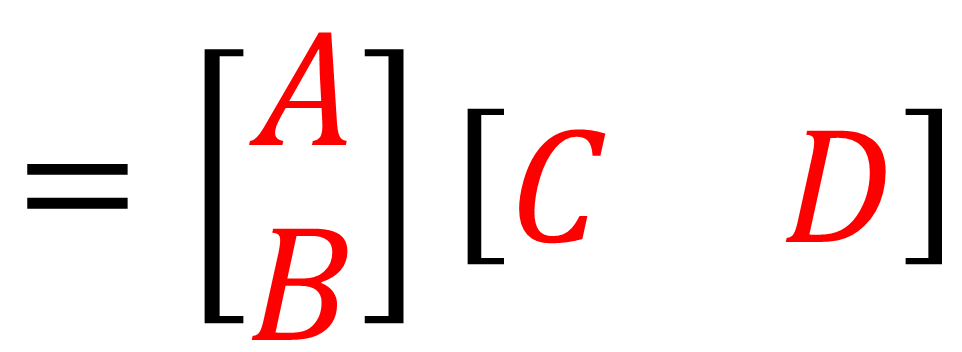 = [A B] [C D]